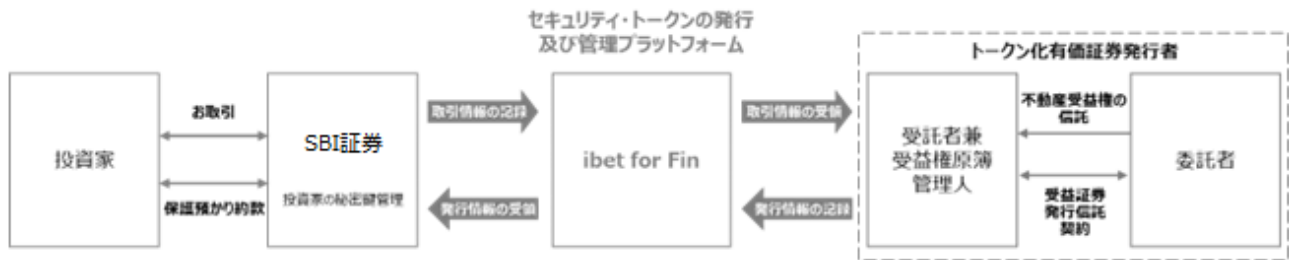 セキュリティ・トークンの発行
及び管理プラットフォーム
トークン化有価証券発行者
投資家
お取引
保護預かり約款
SBI証券
投資家の秘密鍵管理
取引情報の記録
発行情報の受領
ibet for Fin
取引情報の受領
発行情報の記録
受託者兼
受益権原簿
管理人
不動産受益権の
信託
受益証券
発行信託
契約
委託者